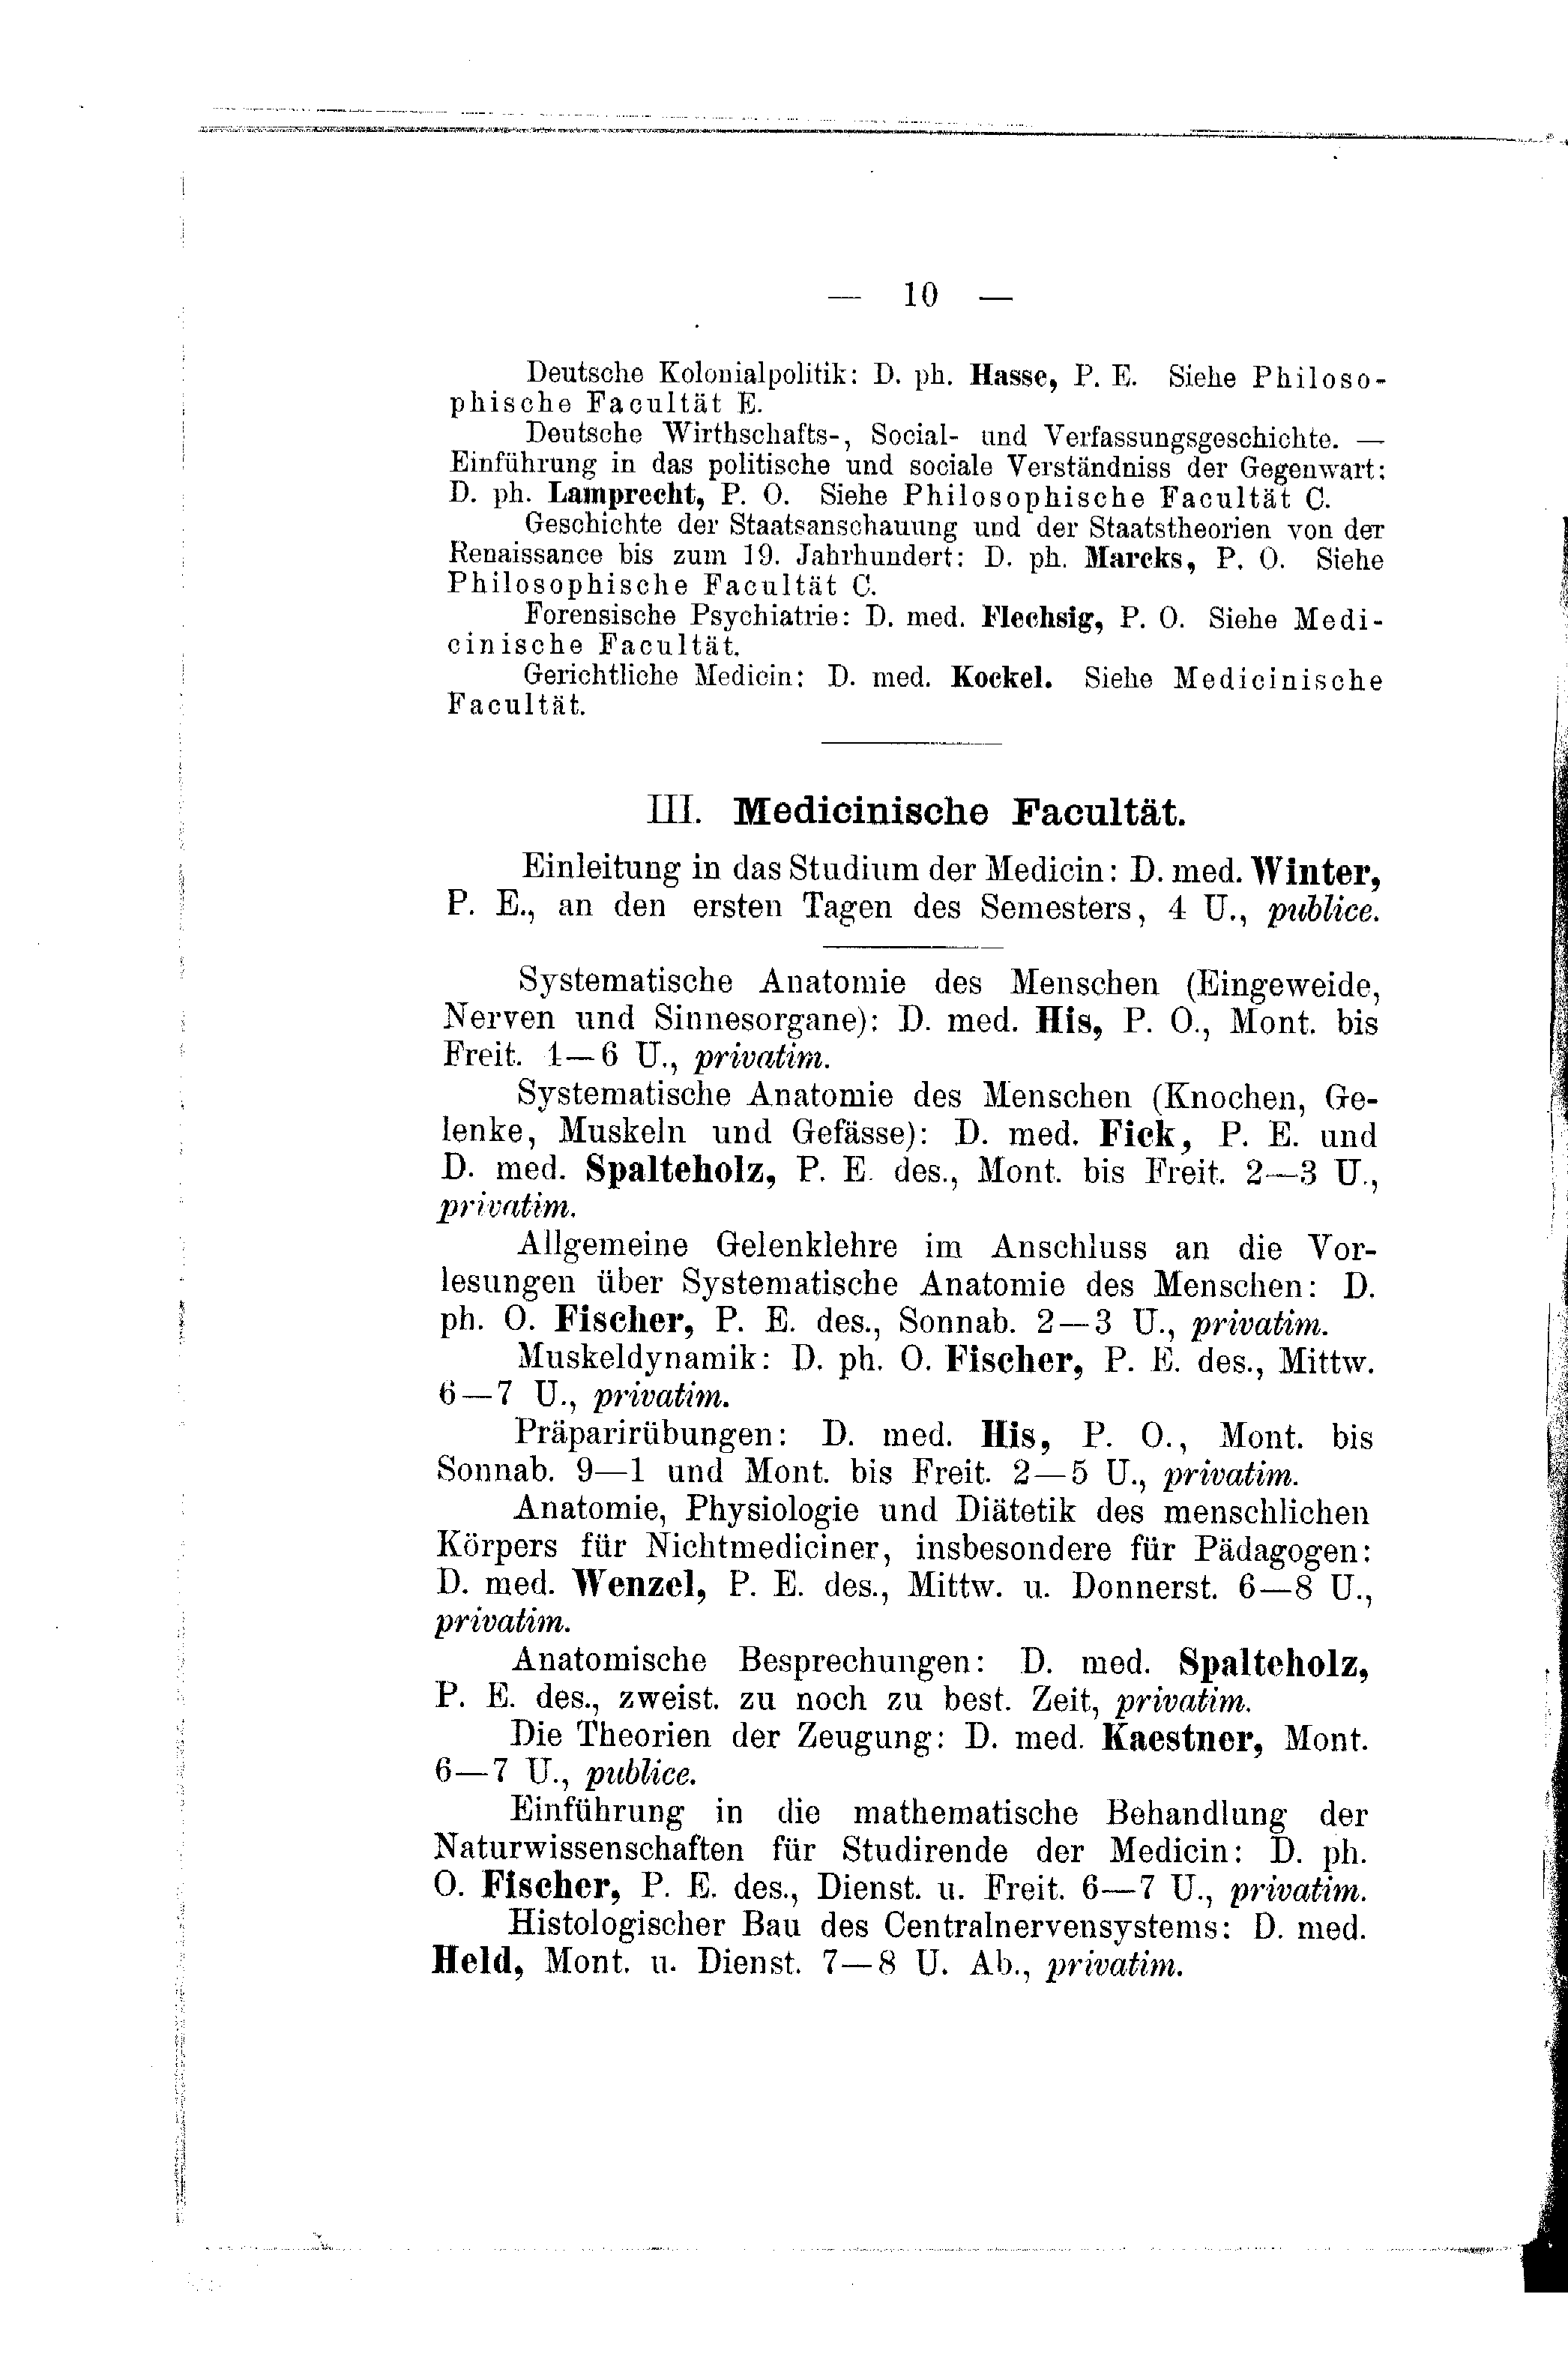 — 10 —
Deutsche Kolonialpolitik: D. ph. Hasse, P. E. Siehe Philoso-
phische Facultät E.
Deutsche Wirthschafts-, Social- und Verfassungsgeschichte. —
Einführung in das politische und sociale Verständniss der Gegenwart:
D. ph. Lamprecht, P. O. Siehe Philosophische Facultät C.
Geschichte der Staatsanschauung und der Staatstheorien von der
Renaissance bis zum 19. Jahrhundert: D. ph. Marcks, P. O. Siehe
Philosophische Facultät C.
Forensische Psychiatrie: D. med. Flechsig, P. O. Siehe Medi-
cinische Facultät.
Gerichtliche Medicin: D. med. Kockel. Siehe Medicinische
Facultät.
III. Medicinische Facultät.
Einleitung in das Studium der Medicin: D. med. Winter,
P. E., an den ersten Tagen des Semesters, 4 U., publice.
Systematische Anatomie des Menschen (Eingeweide,
Nerven und Sinnesorgane): D. med. His, P. O., Mont. bis
Freit. 6 U., privatim.
Systematische Anatomie des Menschen (Knochen, Ge-
lenke, Muskeln und Gefässe): D. med. Fick, P. E. und
D. med. Spalteholz, P. E. des., Mont. bis Freit. 2—3 U.,
privatim.
Allgemeine Gelenklehre im Anschluss an die Vor-
lesungen über Systematische Anatomie des Menschen: D.
ph. O. Fischer, P. E. des., Sonnab. 2—3 U., privatim.
Muskeldynamik: D. ph. O. Fischer, P. E. des., Mittw.
6—7 U., privatim.
Präparirübungen: D. med. His, P. O., Mont. bis
Sonnab. 9—1 und Mont. bis Freit. 2—5 U., privatim.
Anatomie, Physiologie und Diätetik des menschlichen
Körpers für Nichtmediciner, insbesondere für Pädagogen:
D. med. Wenzel, P. E. des., Mittw. u. Donnerst. 6—8 U.,
privatim.
Anatomische Besprechungen: D. med. Spalteholz,
P. E. des., zweist. zu noch zu best. Zeit, privatim.
Die Theorien der Zeugung: D. med. Kaestner, Mont.
6—7 U., publice.
Einführung in die mathematische Behandlung der
Naturwissenschaften für Studirende der Medicin: D. ph.
O. Fischer, P. E. des., Dienst. u. Freit. 6—7 U., privatim.
Histologischer Bau des Centralnervensystems: D. med.
Held, Mont. u. Dienst. 7—8 U. Ab., privatim.